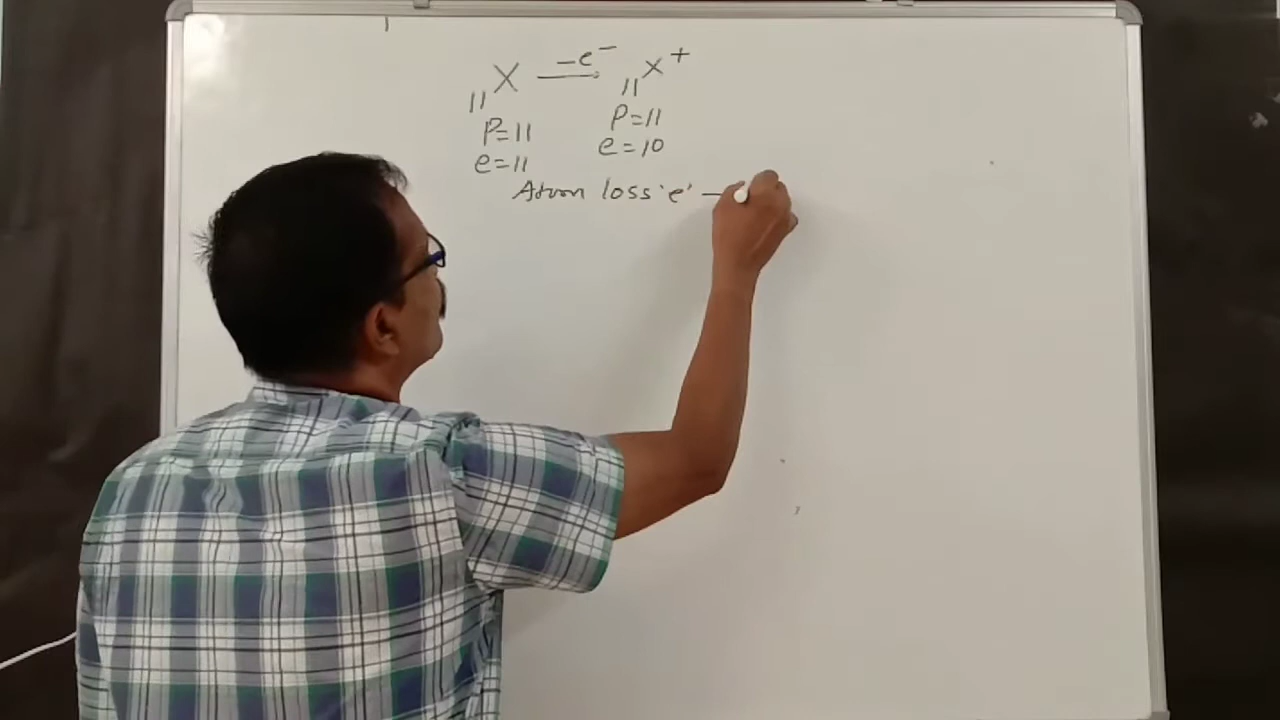 ₁₁X —-e⁻→ ₁₁X⁺
P=11 P=11
e=11 e=10
Atom loss 'e' —